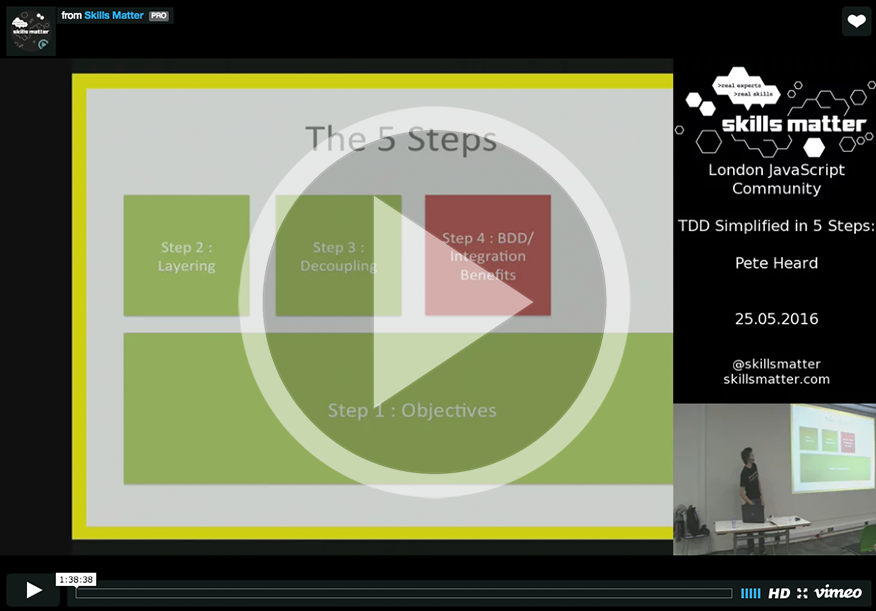 from Skills Matter PRO
skills matter
The 5 Steps
Step 2 :
Layering
Step 3 :
Decoupling
Step 4 : BDD/
Integration
Benefits
Step 1 : Objectives
>real experts
>real skills
skills matter
London JavaScript
Community
TDD Simplified in 5 Steps:
Pete Heard
25.05.2016
@skillsmatter
skillsmatter.com
1:38:38
HD
vimeo